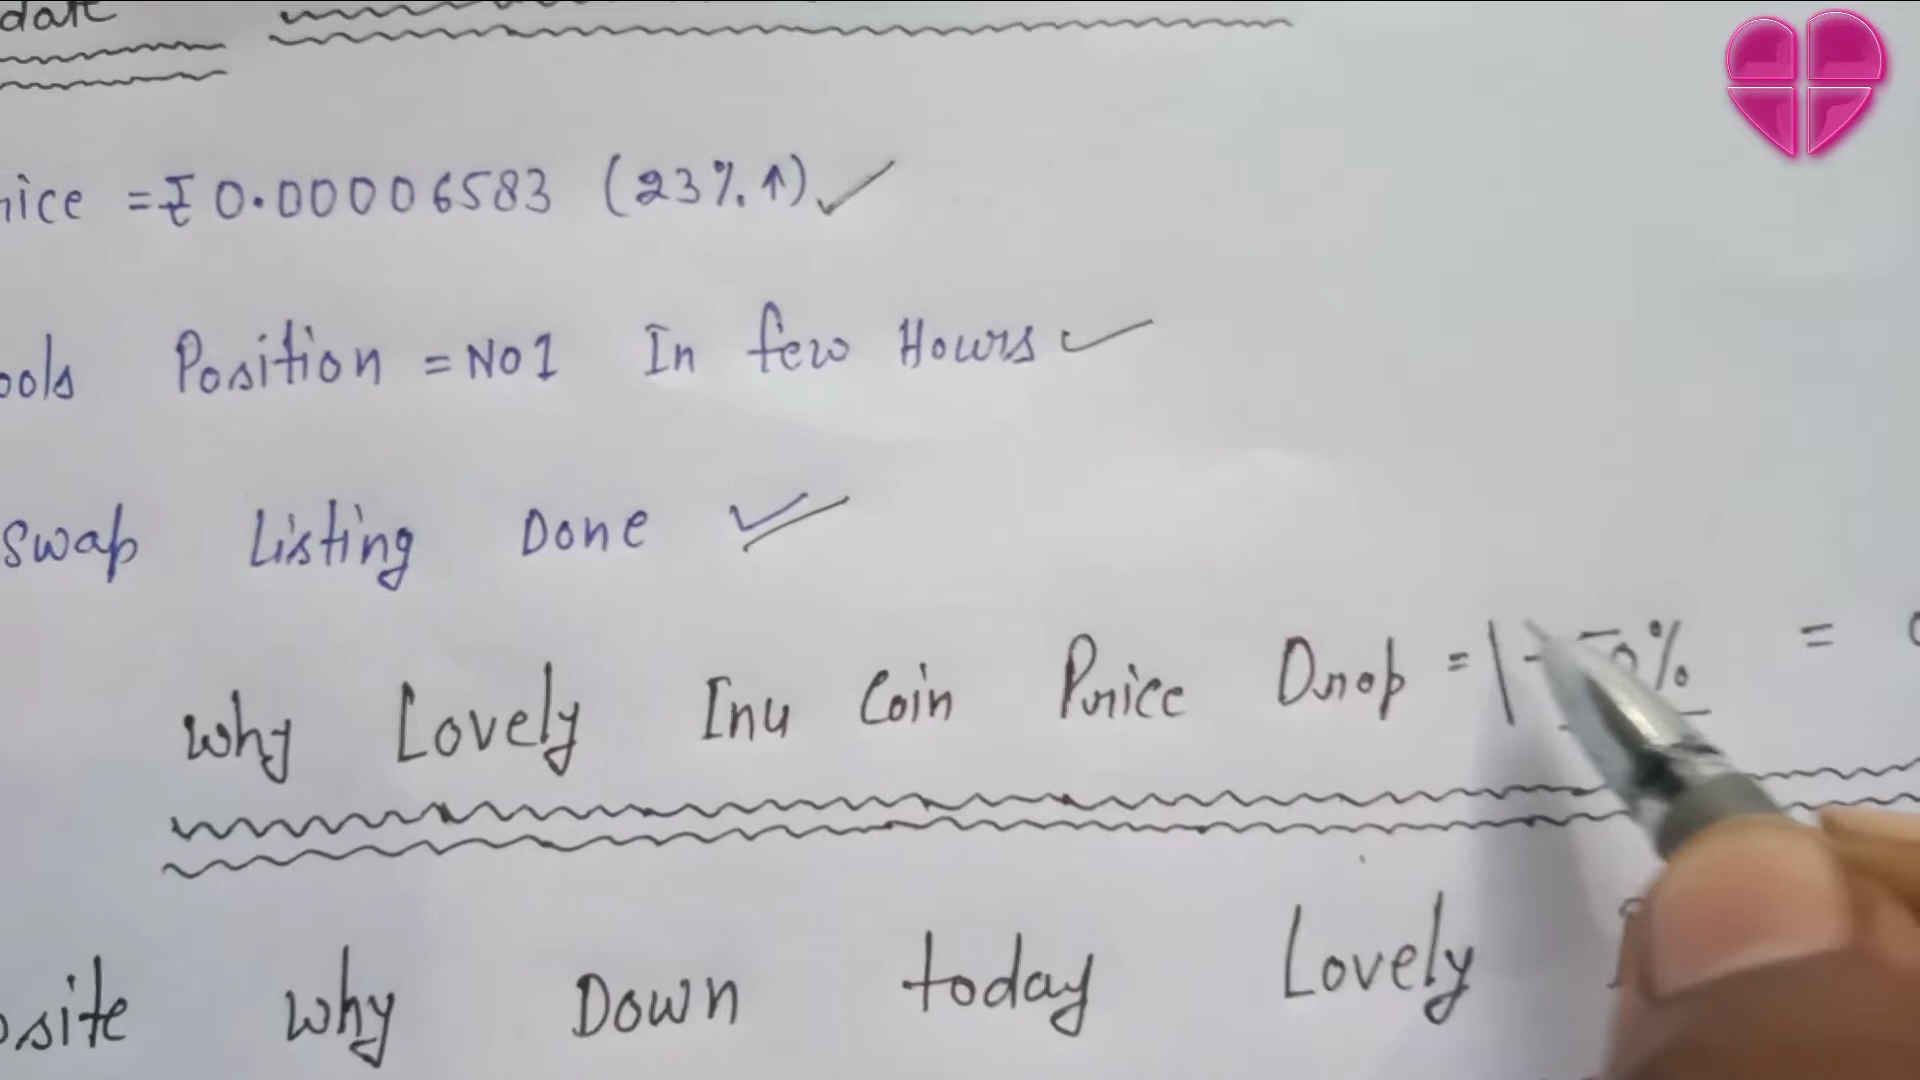 date
rice = ₹ 0.00006583 (23% ↑) ✓
ools Position = No1 In few Hours ✓
swap Listing Done ✓
why Lovely Inu Coin Price Drop = %  =
site why Down today Lovely